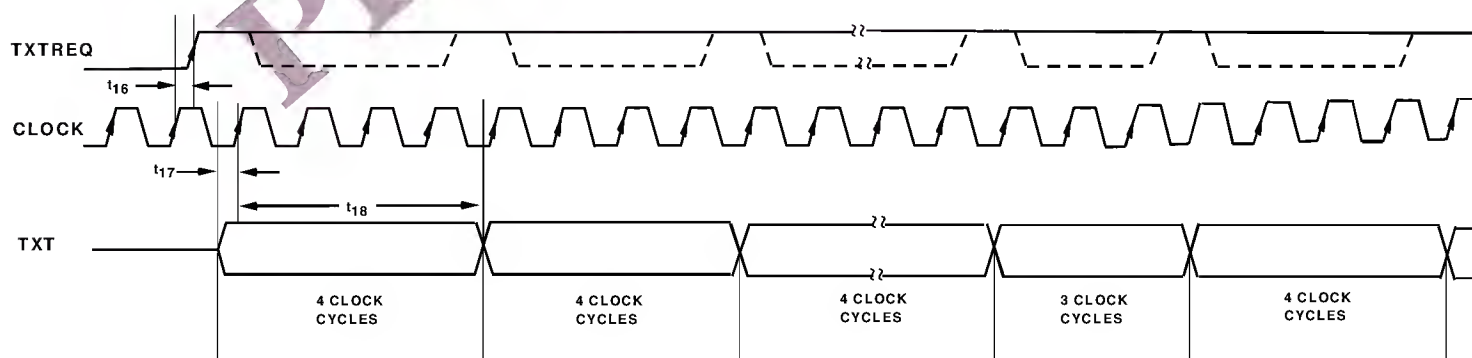 TXTREQ
t16
CLOCK
t17
t18
TXT
4 CLOCK
CYCLES
4 CLOCK
CYCLES
4 CLOCK
CYCLES
3 CLOCK
CYCLES
4 CLOCK
CYCLES